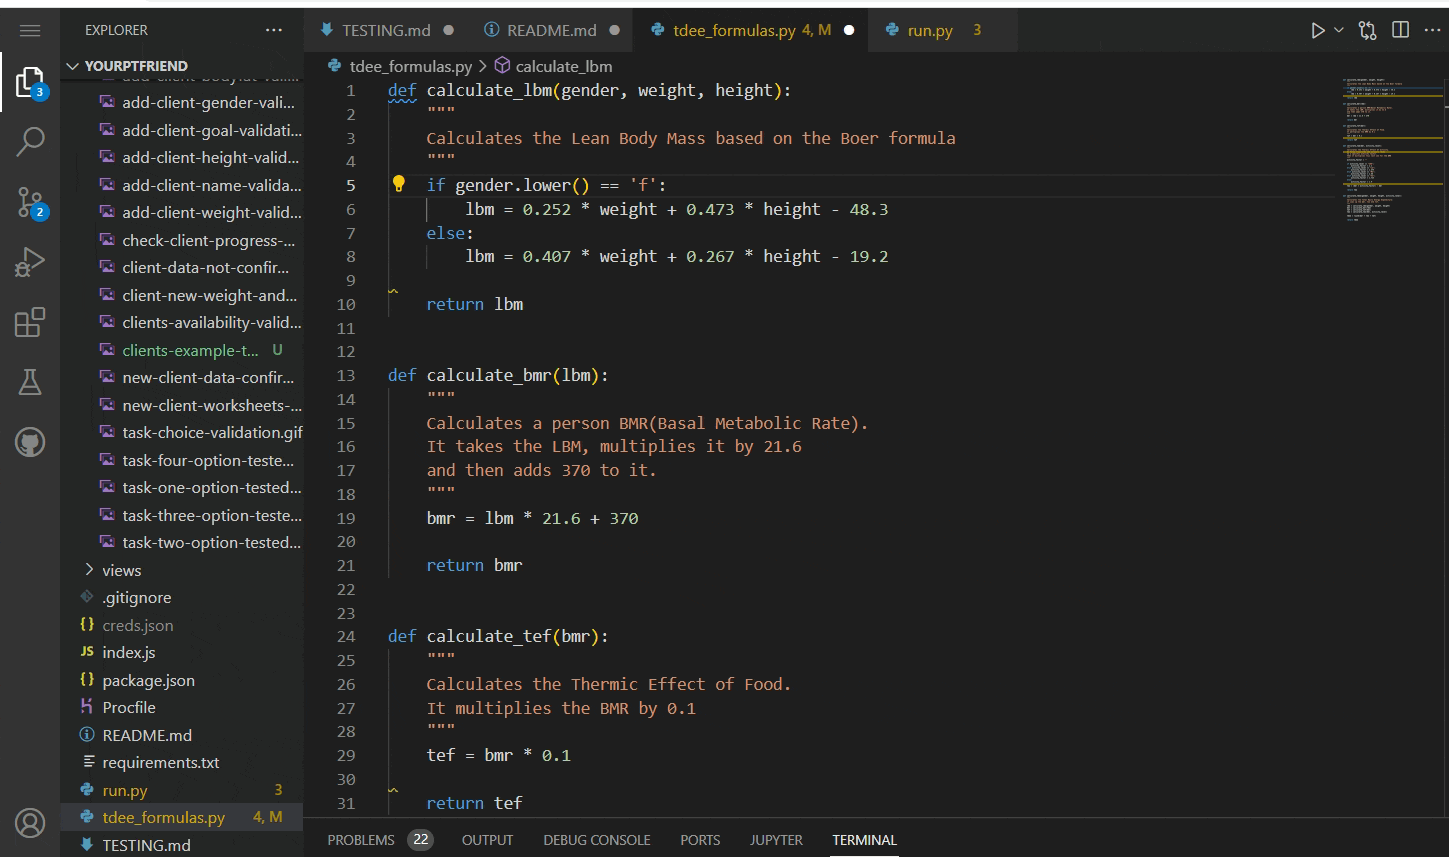 EXPLORER
YOURPTFRIEND
add-client-gender-vali...
add-client-goal-validati...
add-client-height-valid...
add-client-name-valida...
add-client-weight-valid...
check-client-progress-...
client-data-not-confir...
client-new-weight-and...
clients-availability-valid...
clients-example-t... U
new-client-data-confir...
new-client-worksheets-...
task-choice-validation.gif
task-four-option-teste...
task-one-option-tested...
task-three-option-teste...
task-two-option-tested...
views
.gitignore
{} creds.json
JS index.js
{} package.json
Procfile
README.md
requirements.txt
run.py 3
tdee_formulas.py 4, M
TESTING.md
3
2
TESTING.md README.md tdee_formulas.py 4, M run.py 3
tdee_formulas.py > calculate_lbm
1 def calculate_lbm(gender, weight, height):
2 """
3 Calculates the Lean Body Mass based on the Boer formula
4 """
5 if gender.lower() == 'f':
6 lbm = 0.252 * weight + 0.473 * height - 48.3
7 else:
8 lbm = 0.407 * weight + 0.267 * height - 19.2
9
10 return lbm
11
12
13 def calculate_bmr(lbm):
14 """
15 Calculates a person BMR(Basal Metabolic Rate).
16 It takes the LBM, multiplies it by 21.6
17 and then adds 370 to it.
18 """
19 bmr = lbm * 21.6 + 370
20
21 return bmr
22
23
24 def calculate_tef(bmr):
25 """
26 Calculates the Thermic Effect of Food.
27 It multiplies the BMR by 0.1
28 """
29 tef = bmr * 0.1
30
31 return tef
PROBLEMS 22 OUTPUT DEBUG CONSOLE PORTS JUPYTER TERMINAL